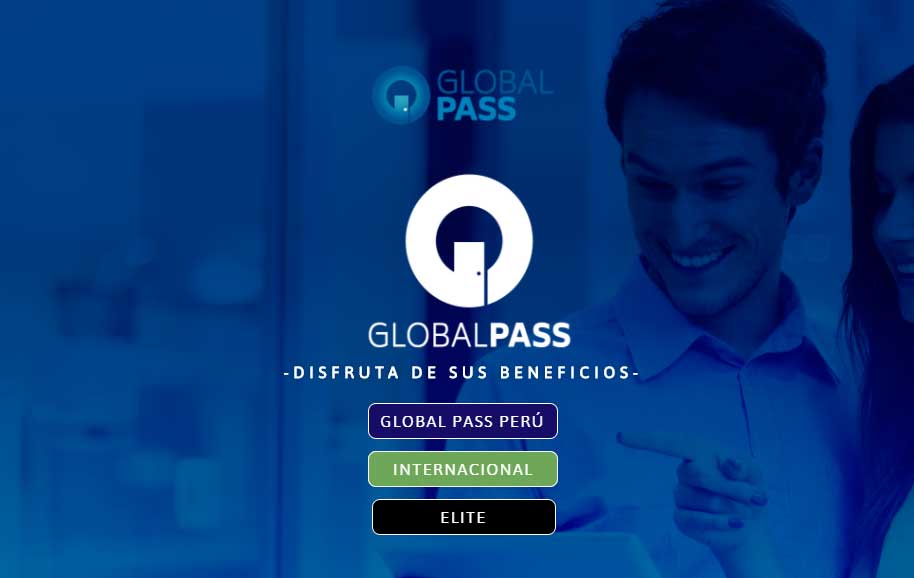 GLOBAL
PASS
GLOBALPASS
-DISFRUTA DE SUS BENEFICIOS-
GLOBAL PASS PERÚ
INTERNACIONAL
ELITE